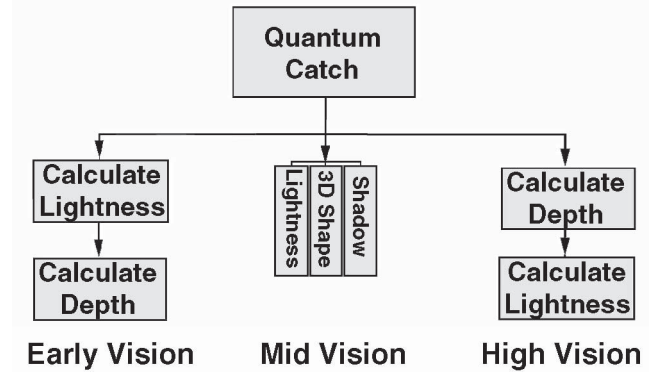 Quantum
Catch
Calculate
Lightness
Calculate
Depth
Lightness
3D Shape
Shadow
Calculate
Depth
Calculate
Lightness
Early Vision
Mid Vision
High Vision